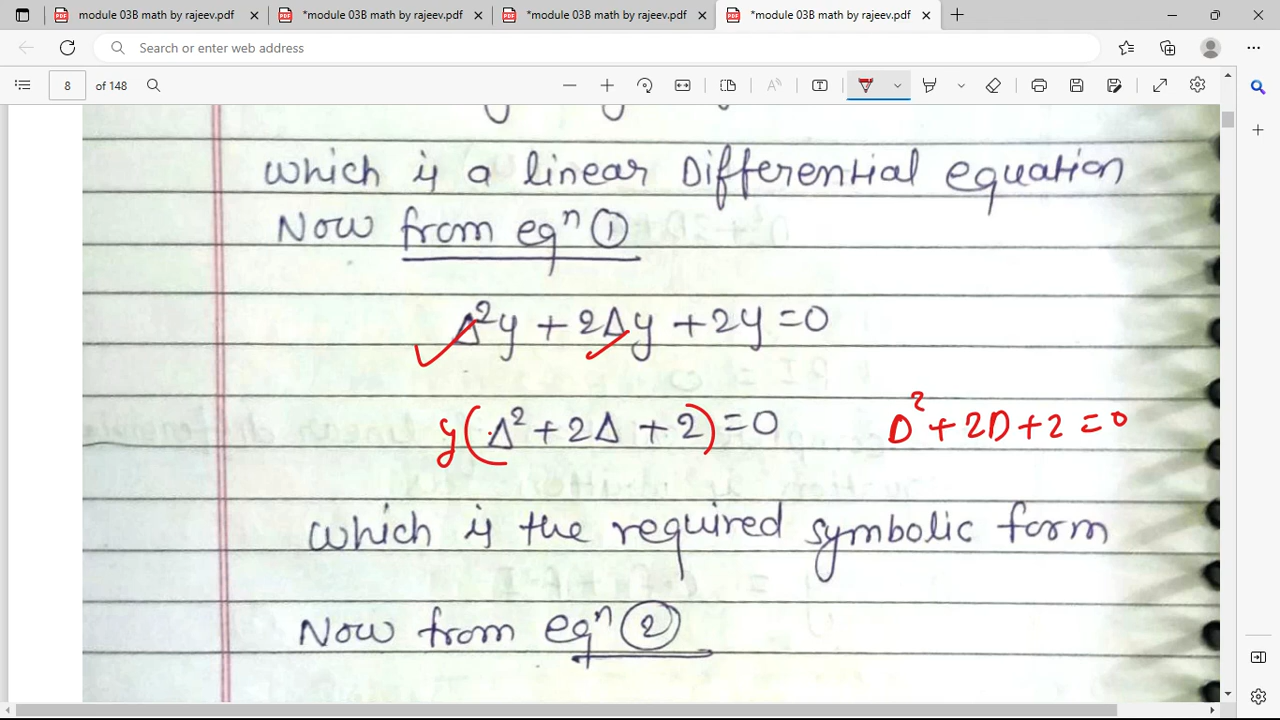 module 03B math by rajeev.pdf
*module 03B math by rajeev.pdf
*module 03B math by rajeev.pdf
*module 03B math by rajeev.pdf
Search or enter web address
8 of 148
which is a linear Differential equation
Now from eqⁿ ①
Δ²y + 2Δy + 2y = 0
y(Δ² + 2Δ + 2) = 0 D² + 2D + 2 = 0
which is the required symbolic form
Now from eqⁿ ②